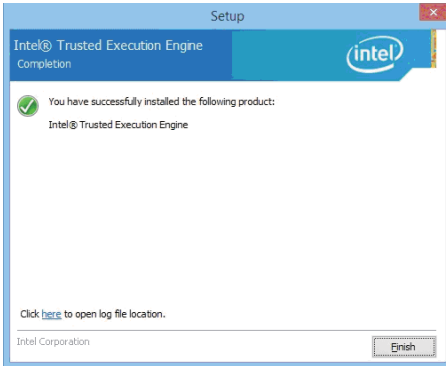 Setup
Intel® Trusted Execution Engine
Completion
intel
You have successfully installed the following product:
Intel® Trusted Execution Engine
Click here to open log file location.
Intel Corporation
Finish